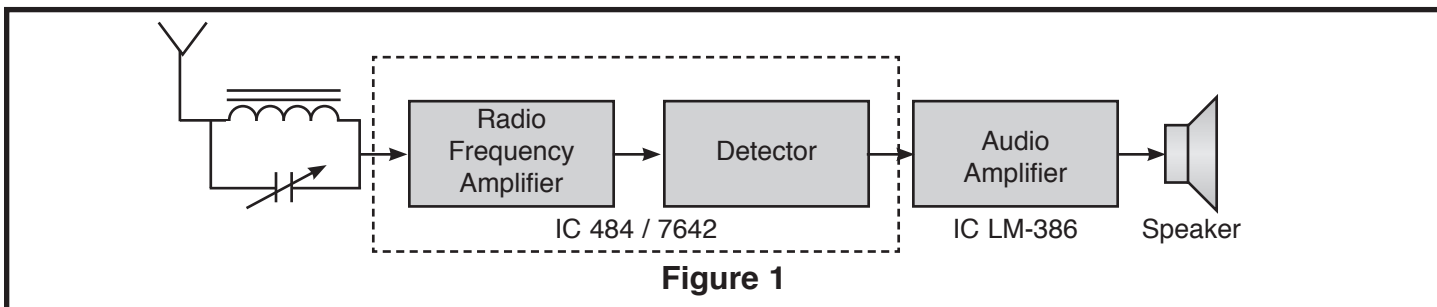 Radio
Frequency
Amplifier
Detector
Audio
Amplifier
IC 484 / 7642
IC LM-386
Speaker
Figure 1